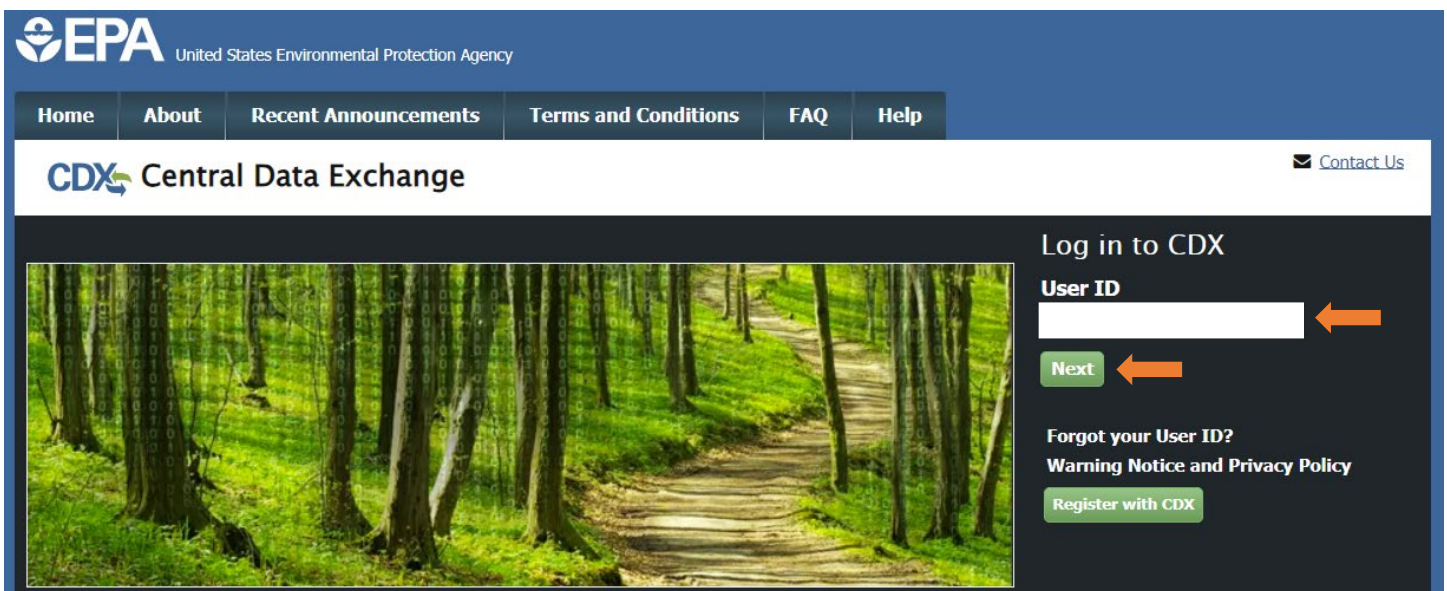 EPA United States Environmental Protection Agency
Home About Recent Announcements Terms and Conditions FAQ Help
CDX Central Data Exchange
Contact Us
Log in to CDX
User ID
Next
Forgot your User ID?
Warning Notice and Privacy Policy
Register with CDX